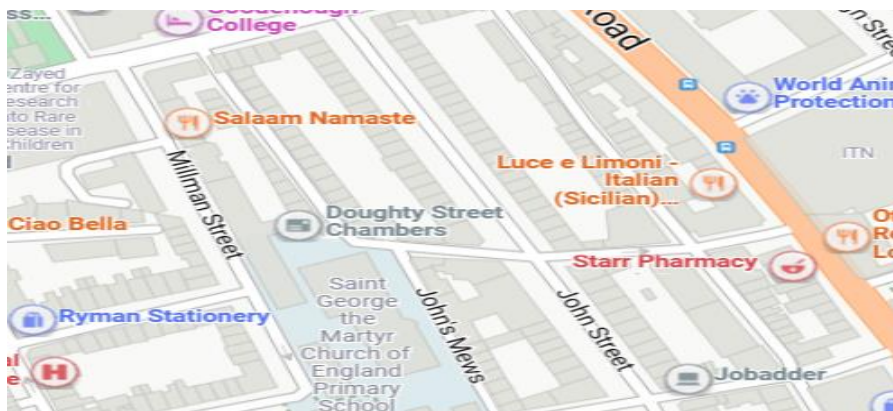 College
Road
World Ani
Protection
Zayed
entre for
esearch
nto Rare
isease in
Children
Salaam Namaste
ITN
Luce e Limoni -
Italian
(Sicilian)...
Millman Street
Ciao Bella
Doughty Street
Chambers
Starr Pharmacy
Saint
George
the
Martyr
Church of
England
Primary
School
John's Mews
John Street
Ryman Stationery
Jobadder
H